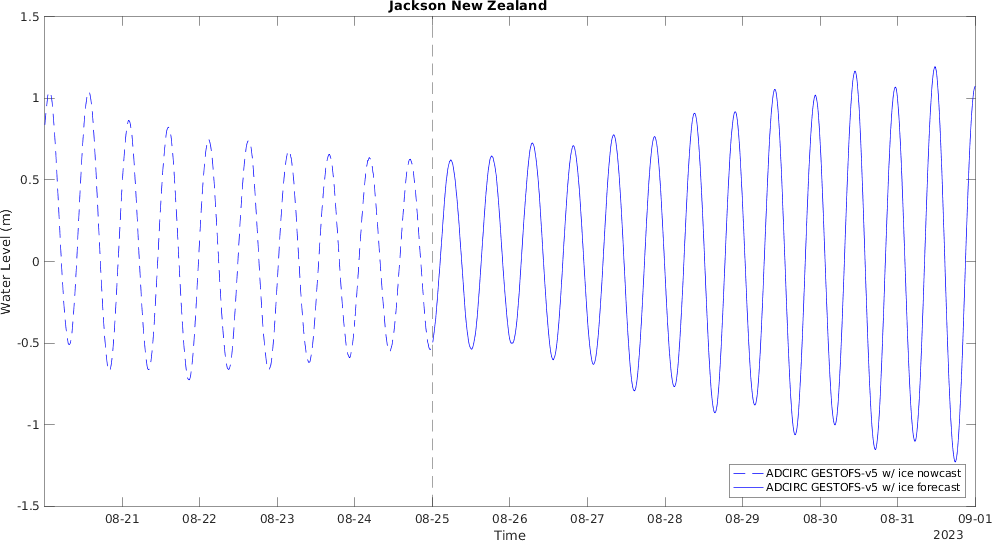 Jackson New Zealand
1.5
1
0.5
0
-0.5
-1
-1.5
Water Level (m)
ADCIRC GESTOFS-v5 w/ ice nowcast
ADCIRC GESTOFS-v5 w/ ice forecast
08-21 08-22 08-23 08-24 08-25 08-26 08-27 08-28 08-29 08-30 08-31 09-01
Time
2023